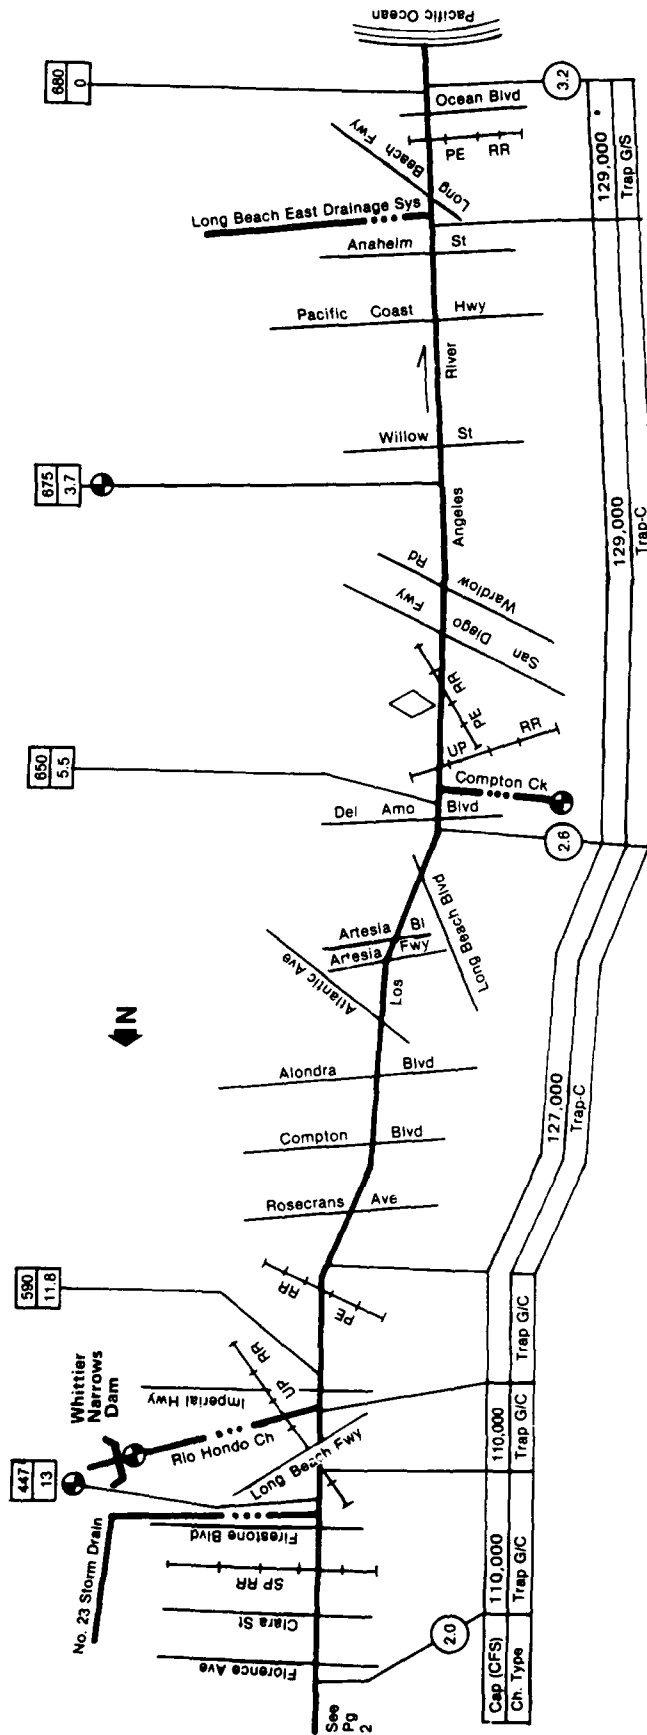 See
Pg
2
Florence Ave
Clara St
SP RR
Firestone Blvd
No. 23 Storm Drain
447
13
Whittier
Narrows
Dam
Rio Hondo Ch
Long Beach Fwy
UP RR
Imperial Hwy
590
11.8
PE RR
Rosecrans Ave
Compton Blvd
Alondra Blvd
N
Atlantic Ave
Los Angeles River
Artesia Fwy
Artesia Bl
Long Beach Blvd
Del Amo Blvd
650
5.5
Compton Ck
UP RR
PE RR
San Diego Fwy
Wardlow Rd
675
3.7
Willow St
Pacific Coast Hwy
Anaheim St
Long Beach East Drainage Sys
Long Beach Fwy
PE RR
Ocean Blvd
680
0
Pacific Ocean
2.0
2.6
3.2
Cap (CFS) 110,000 110,000 127,000 129,000 129,000
Ch. Type Trap G/C Trap G/C Trap G/C Trap-C Trap-C Trap G/S